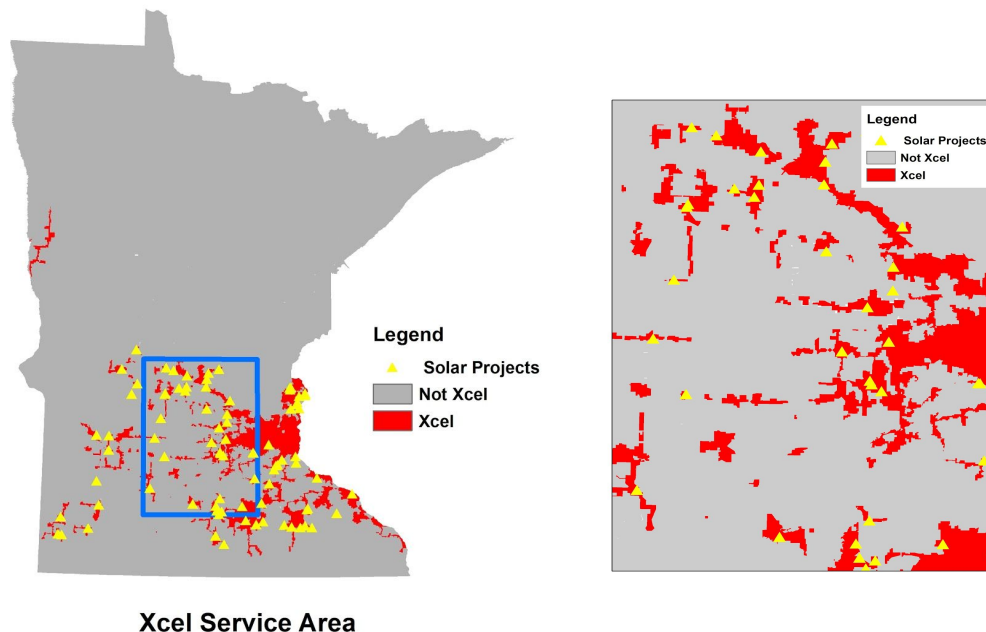 Legend
Solar Projects
Not Xcel
Xcel
Xcel Service Area
Legend
Solar Projects
Not Xcel
Xcel